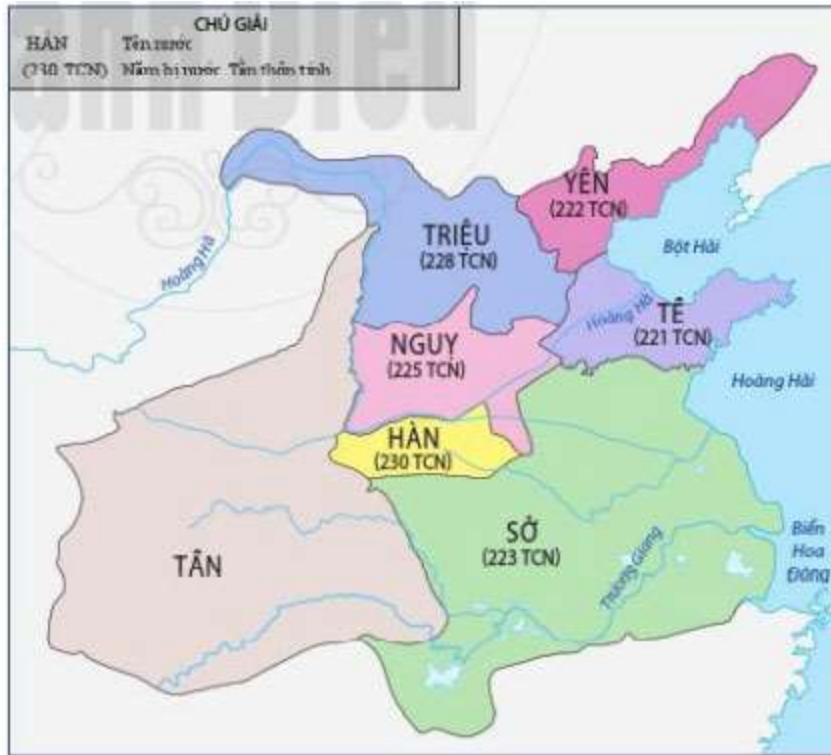 anh Dieu
CHÚ GIẢI
HÀN Tên nước
(230 TCN) Năm bị nước Tần thôn tính
YÊN
(222 TCN)
TRIỆU
(228 TCN)
Bột Hải
Hoàng Hà
Hoàng Hà
TỀ
(221 TCN)
NGUỴ
(225 TCN)
Hoàng Hải
HÀN
(230 TCN)
SỞ
(223 TCN)
TẦN
Trường Giang
Biển
Hoa
Đông